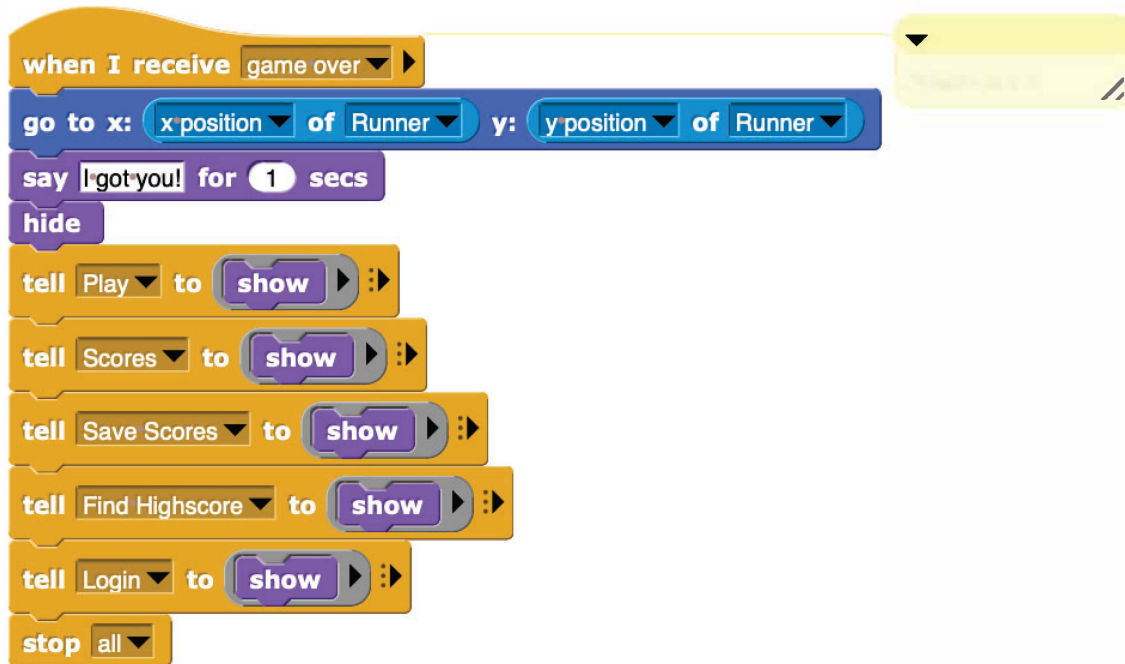 when I receive game over
go to x: x position of Runner y: y position of Runner
say I got you! for 1 secs
hide
tell Play to show
tell Scores to show
tell Save Scores to show
tell Find Highscore to show
tell Login to show
stop all